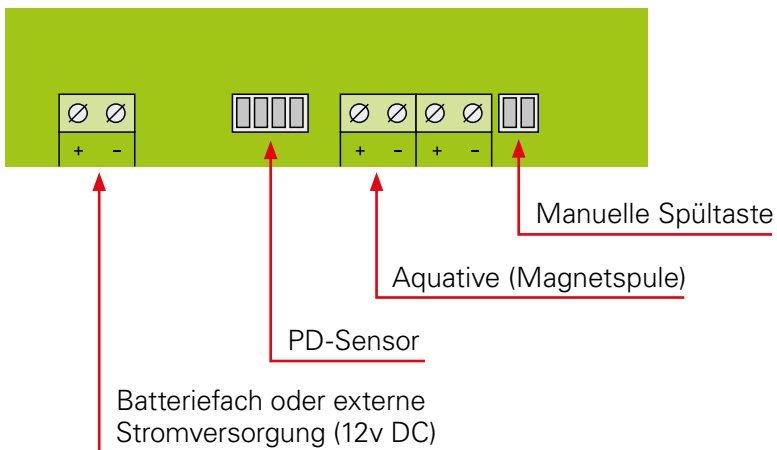 + - + - + -
Manuelle Spültaste
Aquative (Magnetspule)
PD-Sensor
Batteriefach oder externe
Stromversorgung (12v DC)